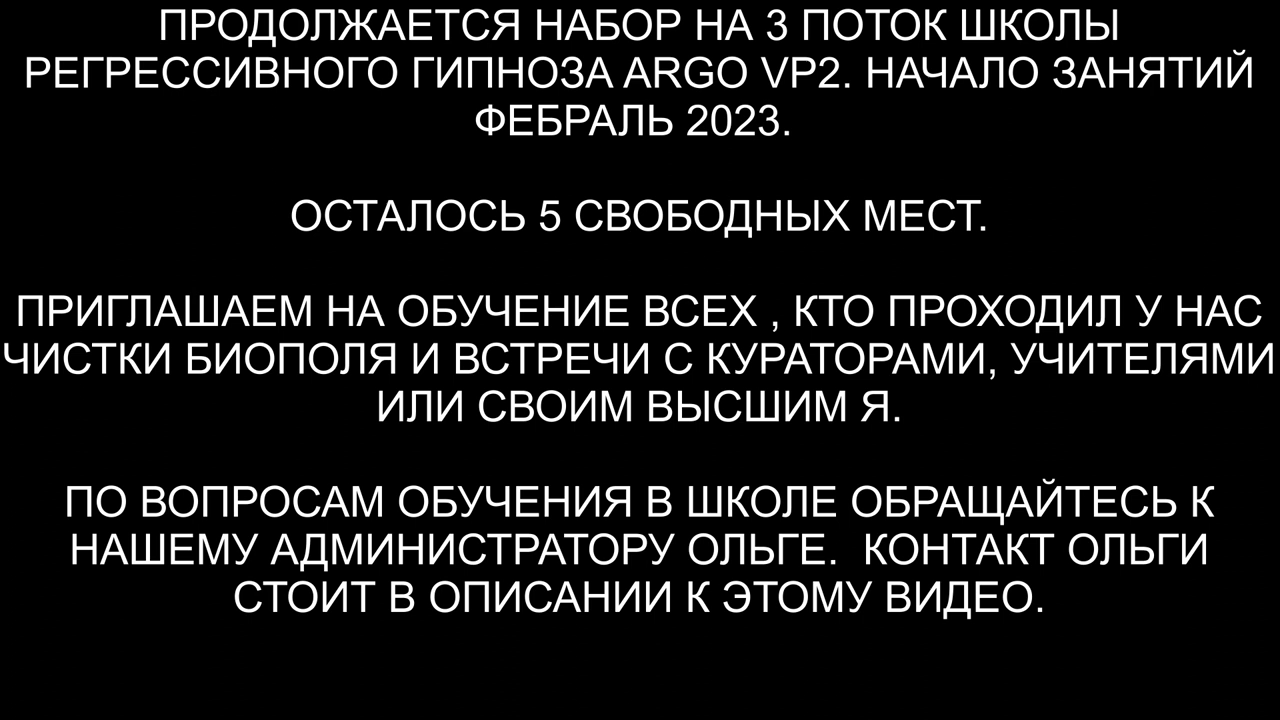 ПРОДОЛЖАЕТСЯ НАБОР НА 3 ПОТОК ШКОЛЫ
РЕГРЕССИВНОГО ГИПНОЗА ARGO VP2. НАЧАЛО ЗАНЯТИЙ
ФЕБРАЛЬ 2023.
ОСТАЛОСЬ 5 СВОБОДНЫХ МЕСТ.
ПРИГЛАШАЕМ НА ОБУЧЕНИЕ ВСЕХ , КТО ПРОХОДИЛ У НАС
ЧИСТКИ БИОПОЛЯ И ВСТРЕЧИ С КУРАТОРАМИ, УЧИТЕЛЯМИ
ИЛИ СВОИМ ВЫСШИМ Я.
ПО ВОПРОСАМ ОБУЧЕНИЯ В ШКОЛЕ ОБРАЩАЙТЕСЬ К
НАШЕМУ АДМИНИСТРАТОРУ ОЛЬГЕ.  КОНТАКТ ОЛЬГИ
СТОИТ В ОПИСАНИИ К ЭТОМУ ВИДЕО.